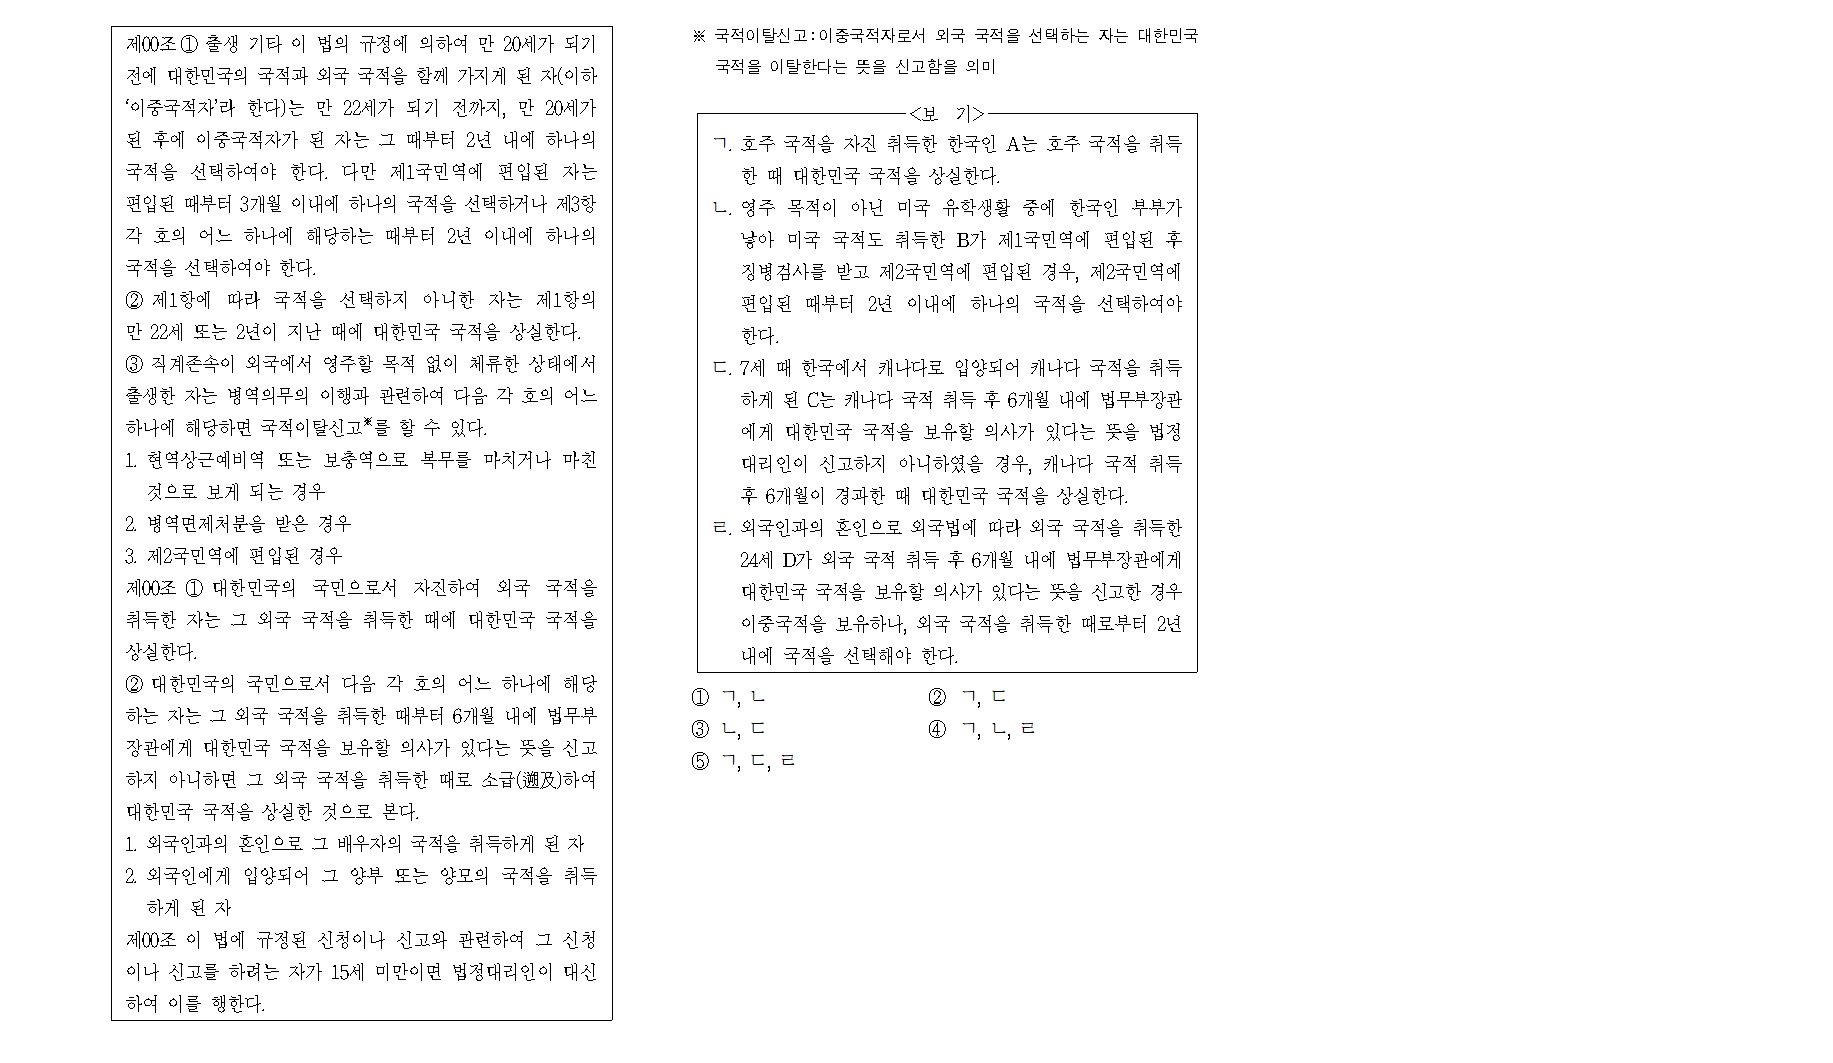 제00조 ① 출생 기타 이 법의 규정에 의하여 만 20세가 되기
전에 대한민국의 국적과 외국 국적을 함께 가지게 된 자(이하
‘이중국적자’라 한다)는 만 22세가 되기 전까지, 만 20세가
된 후에 이중국적자가 된 자는 그 때부터 2년 내에 하나의
국적을 선택하여야 한다. 다만 제1국민역에 편입된 자는
편입된 때부터 3개월 이내에 하나의 국적을 선택하거나 제3항
각 호의 어느 하나에 해당하는 때부터 2년 이내에 하나의
국적을 선택하여야 한다.
② 제1항에 따라 국적을 선택하지 아니한 자는 제1항의
만 22세 또는 2년이 지난 때에 대한민국 국적을 상실한다.
③ 직계존속이 외국에서 영주할 목적 없이 체류한 상태에서
출생한 자는 병역의무의 이행과 관련하여 다음 각 호의 어느
하나에 해당하면 국적이탈신고※를 할 수 있다.
1. 현역상근예비역 또는 보충역으로 복무를 마치거나 마친
것으로 보게 되는 경우
2. 병역면제처분을 받은 경우
3. 제2국민역에 편입된 경우
제00조 ① 대한민국의 국민으로서 자진하여 외국 국적을
취득한 자는 그 외국 국적을 취득한 때에 대한민국 국적을
상실한다.
② 대한민국의 국민으로서 다음 각 호의 어느 하나에 해당
하는 자는 그 외국 국적을 취득한 때부터 6개월 내에 법무부
장관에게 대한민국 국적을 보유할 의사가 있다는 뜻을 신고
하지 아니하면 그 외국 국적을 취득한 때로 소급(遡及)하여
대한민국 국적을 상실한 것으로 본다.
1. 외국인과의 혼인으로 그 배우자의 국적을 취득하게 된 자
2. 외국인에게 입양되어 그 양부 또는 양모의 국적을 취득
하게 된 자
제00조 이 법에 규정된 신청이나 신고와 관련하여 그 신청
이나 신고를 하려는 자가 15세 미만이면 법정대리인이 대신
하여 이를 행한다.
※ 국적이탈신고:이중국적자로서 외국 국적을 선택하는 자는 대한민국
국적을 이탈한다는 뜻을 신고함을 의미
<보 기>
ㄱ. 호주 국적을 자진 취득한 한국인 A는 호주 국적을 취득
한 때 대한민국 국적을 상실한다.
ㄴ. 영주 목적이 아닌 미국 유학생활 중에 한국인 부부가
낳아 미국 국적도 취득한 B가 제1국민역에 편입된 후
징병검사를 받고 제2국민역에 편입된 경우, 제2국민역에
편입된 때부터 2년 이내에 하나의 국적을 선택하여야
한다.
ㄷ. 7세 때 한국에서 캐나다로 입양되어 캐나다 국적을 취득
하게 된 C는 캐나다 국적 취득 후 6개월 내에 법무부장관
에게 대한민국 국적을 보유할 의사가 있다는 뜻을 법정
대리인이 신고하지 아니하였을 경우, 캐나다 국적 취득
후 6개월이 경과한 때 대한민국 국적을 상실한다.
ㄹ. 외국인과의 혼인으로 외국법에 따라 외국 국적을 취득한
24세 D가 외국 국적 취득 후 6개월 내에 법무부장관에게
대한민국 국적을 보유할 의사가 있다는 뜻을 신고한 경우
이중국적을 보유하나, 외국 국적을 취득한 때로부터 2년
내에 국적을 선택해야 한다.
① ㄱ, ㄴ ② ㄱ, ㄷ
③ ㄴ, ㄷ ④ ㄱ, ㄴ, ㄹ
⑤ ㄱ, ㄷ, ㄹ